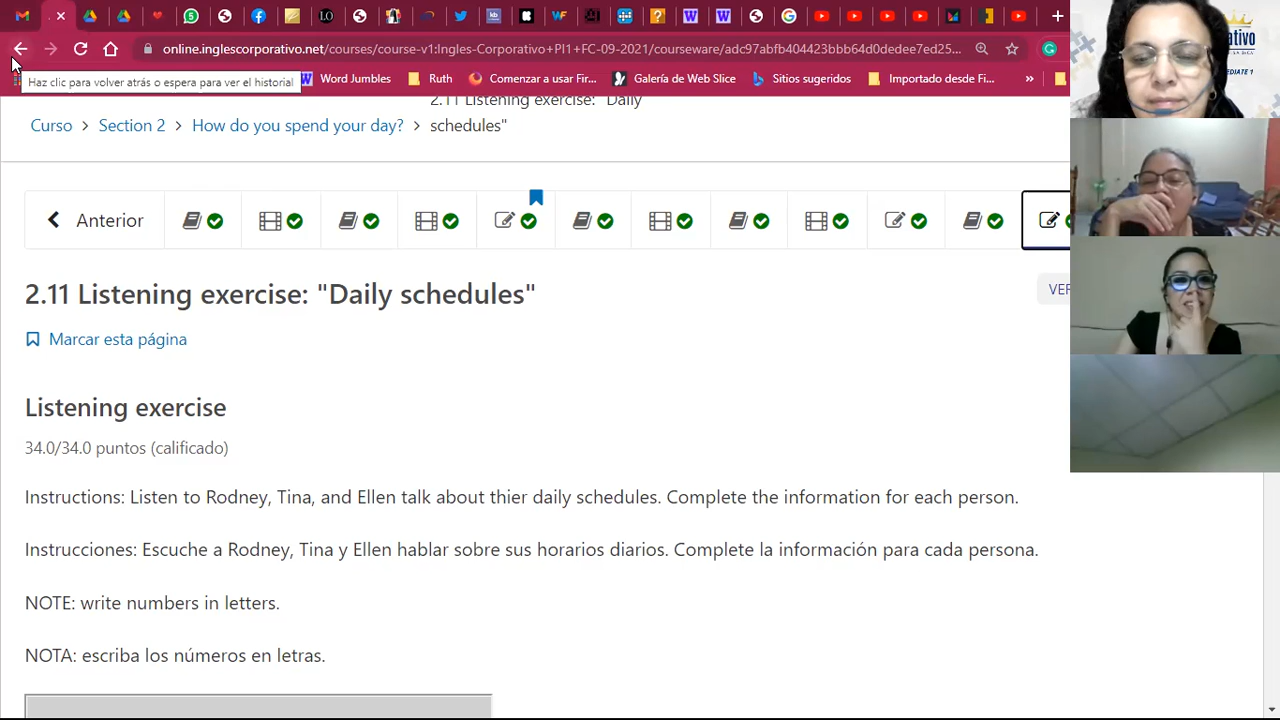 online.inglescorporativo.net/courses/course-v1:Ingles-Corporativo+PI1+FC-09-2021/courseware/adc97abfb404423bbb64d0dedee7ed25...
Haz clic para volver atrás o espera para ver el historial
Word Jumbles
Ruth
Comenzar a usar Fir...
Galería de Web Slice
Sitios sugeridos
Importado desde Fi...
»
2.11 Listening exercise: "Daily
Curso > Section 2 > How do you spend your day? > schedules"
Anterior
2.11 Listening exercise: "Daily schedules"
VER
Marcar esta página
Listening exercise
34.0/34.0 puntos (calificado)
Instructions: Listen to Rodney, Tina, and Ellen talk about thier daily schedules. Complete the information for each person.
Instrucciones: Escuche a Rodney, Tina y Ellen hablar sobre sus horarios diarios. Complete la información para cada persona.
NOTE: write numbers in letters.
NOTA: escriba los números en letras.